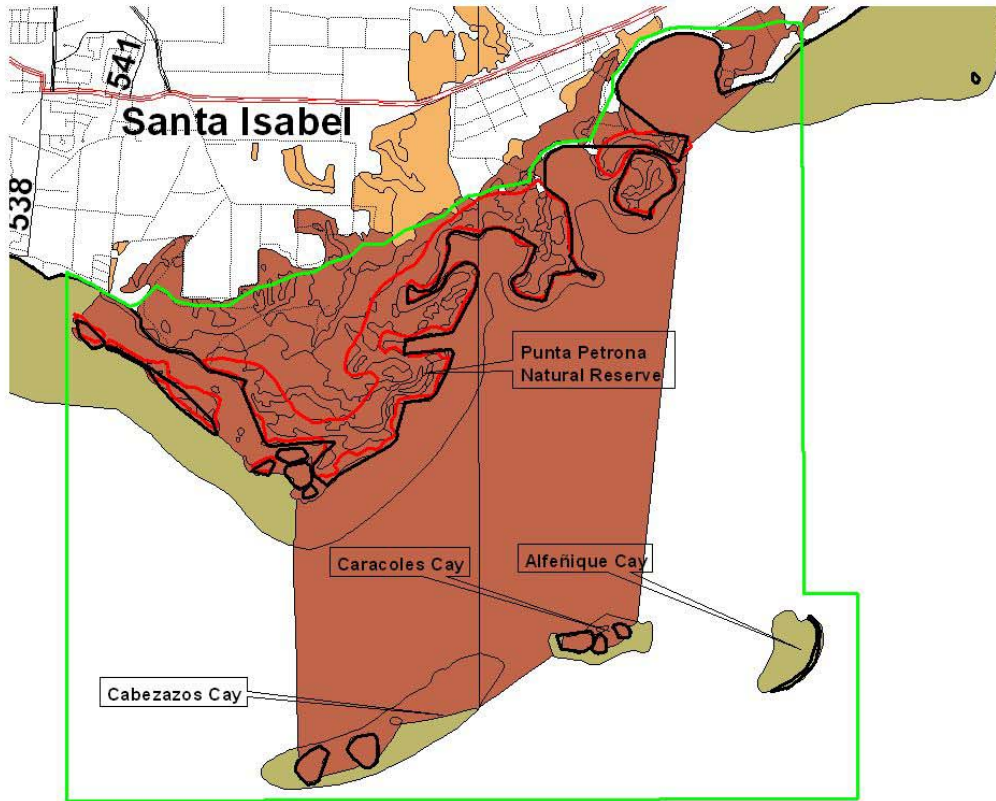 541
Santa Isabel
538
Punta Petrona
Natural Reserve
Caracoles Cay
Alfeñique Cay
Cabezazos Cay